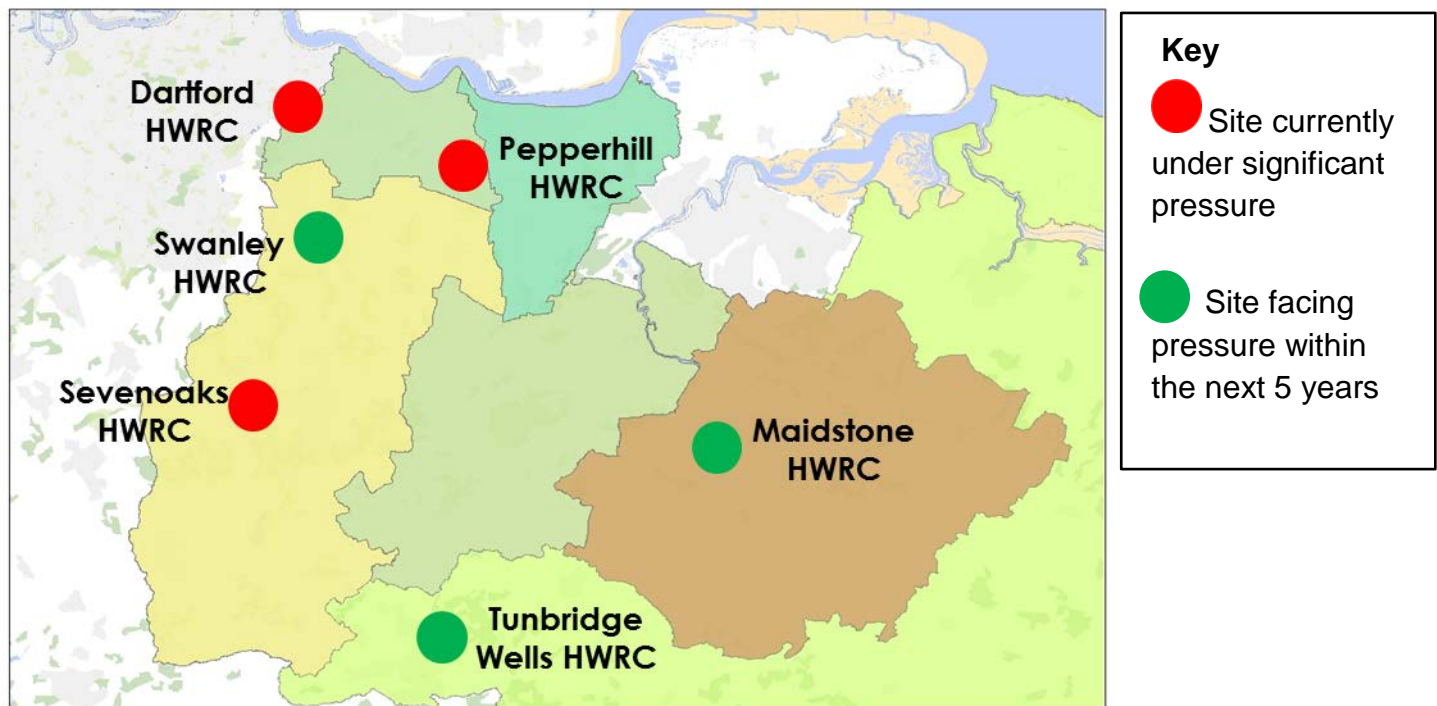 Dartford
HWRC
Pepperhill
HWRC
Swanley
HWRC
Sevenoaks
HWRC
Maidstone
HWRC
Tunbridge
Wells HWRC
Key
Site currently
under significant
pressure
Site facing
pressure within
the next 5 years